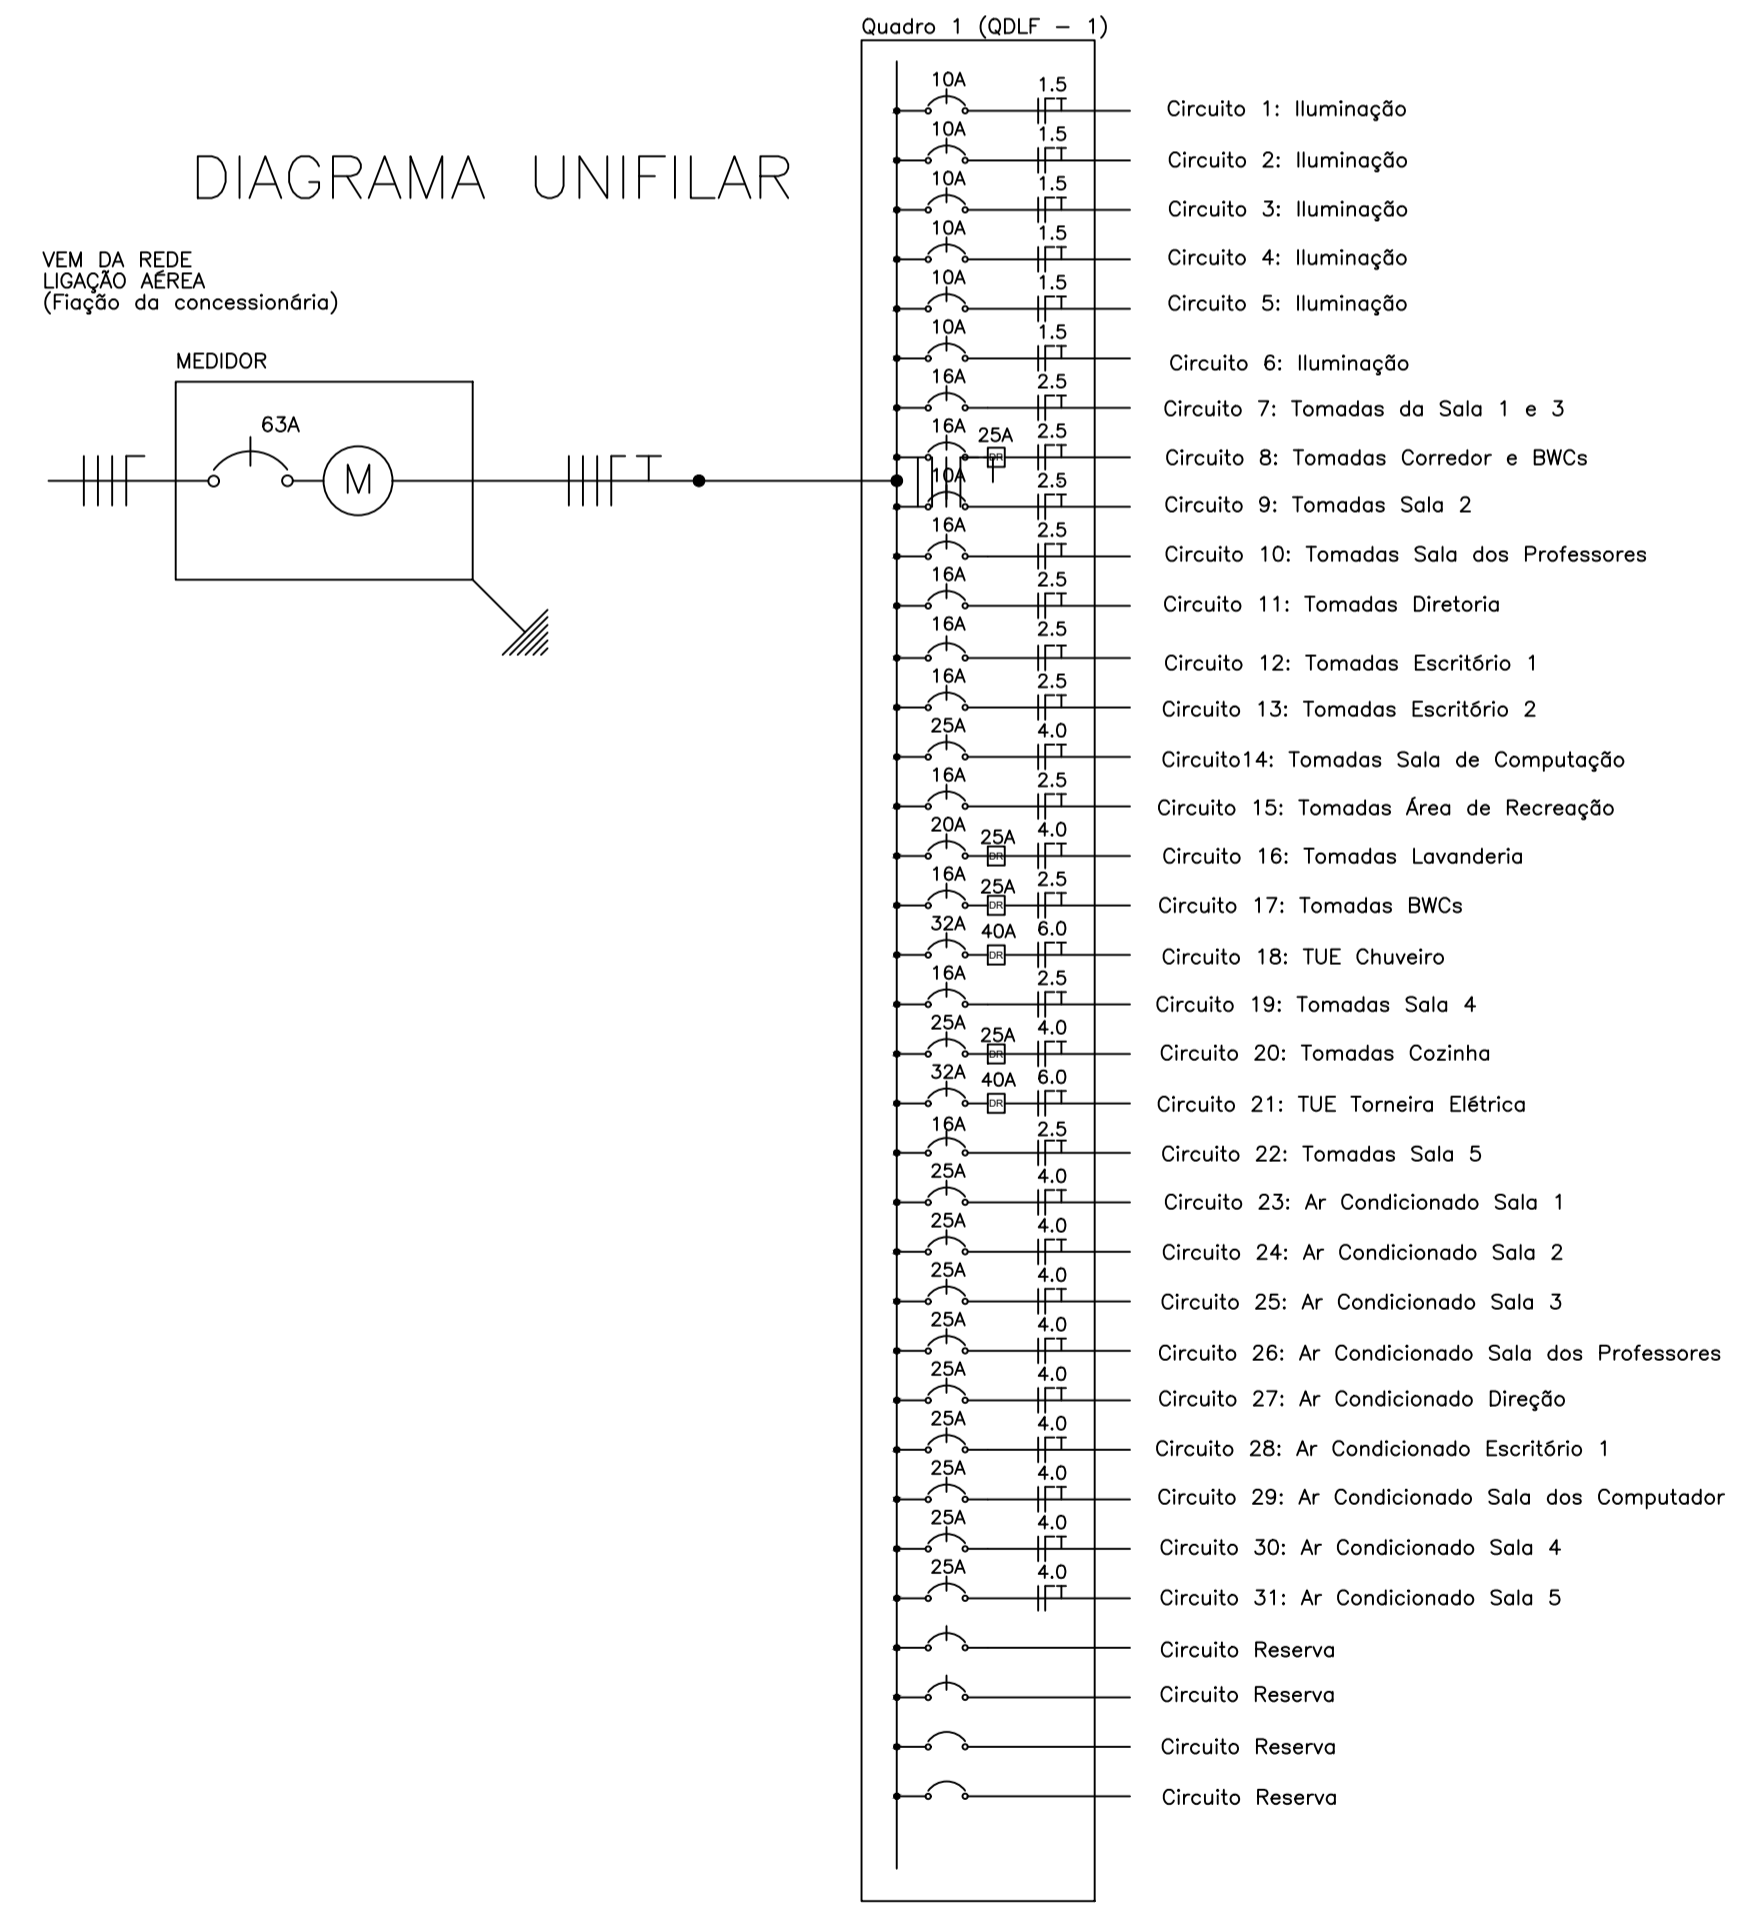 Quadro 1 (QDLF - 1)
DIAGRAMA UNIFILAR
VEM DA REDE
LIGAÇÃO AÉREA
(Fiação da concessionária)
MEDIDOR
63A
M
10A 1.5 Circuito 1: Iluminação
10A 1.5 Circuito 2: Iluminação
10A 1.5 Circuito 3: Iluminação
10A 1.5 Circuito 4: Iluminação
10A 1.5 Circuito 5: Iluminação
10A 1.5 Circuito 6: Iluminação
16A 2.5 Circuito 7: Tomadas da Sala 1 e 3
16A 25A DR 2.5 Circuito 8: Tomadas Corredor e BWCs
10A 2.5 Circuito 9: Tomadas Sala 2
16A 2.5 Circuito 10: Tomadas Sala dos Professores
16A 2.5 Circuito 11: Tomadas Diretoria
16A 2.5 Circuito 12: Tomadas Escritório 1
16A 2.5 Circuito 13: Tomadas Escritório 2
25A 4.0 Circuito14: Tomadas Sala de Computação
16A 2.5 Circuito 15: Tomadas Área de Recreação
20A 25A DR 4.0 Circuito 16: Tomadas Lavanderia
16A 25A DR 2.5 Circuito 17: Tomadas BWCs
32A 40A DR 6.0 Circuito 18: TUE Chuveiro
16A 2.5 Circuito 19: Tomadas Sala 4
25A 25A DR 4.0 Circuito 20: Tomadas Cozinha
32A 40A DR 6.0 Circuito 21: TUE Torneira Elétrica
16A 2.5 Circuito 22: Tomadas Sala 5
25A 4.0 Circuito 23: Ar Condicionado Sala 1
25A 4.0 Circuito 24: Ar Condicionado Sala 2
25A 4.0 Circuito 25: Ar Condicionado Sala 3
25A 4.0 Circuito 26: Ar Condicionado Sala dos Professores
25A 4.0 Circuito 27: Ar Condicionado Direção
25A 4.0 Circuito 28: Ar Condicionado Escritório 1
25A 4.0 Circuito 29: Ar Condicionado Sala dos Computador
25A 4.0 Circuito 30: Ar Condicionado Sala 4
25A 4.0 Circuito 31: Ar Condicionado Sala 5
Circuito Reserva
Circuito Reserva
Circuito Reserva
Circuito Reserva